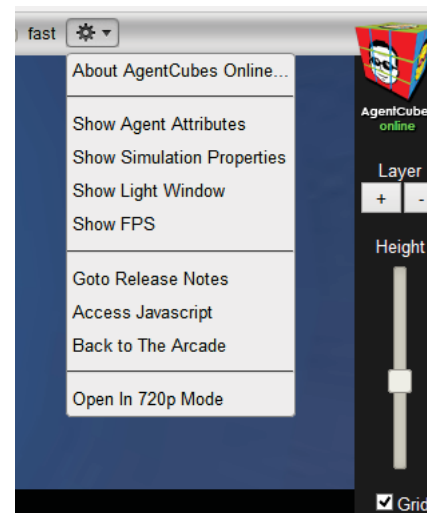 fast
About AgentCubes Online...
Show Agent Attributes
Show Simulation Properties
Show Light Window
Show FPS
Goto Release Notes
Access Javascript
Back to The Arcade
Open In 720p Mode
AgentCube
online
Layer
+ -
Height
Grid